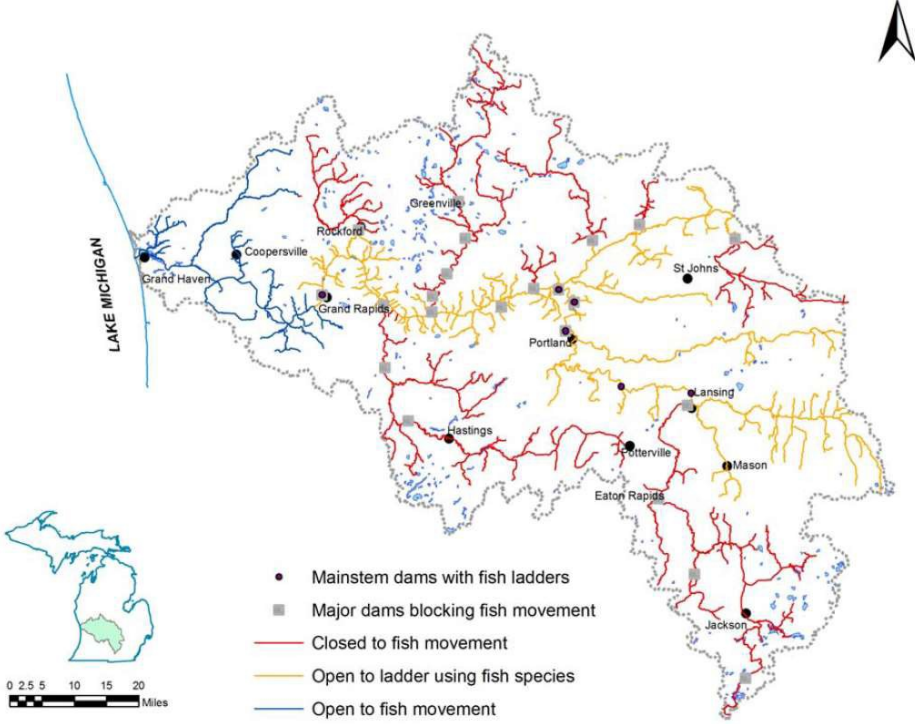 Greenville
Rockford
LAKE MICHIGAN
Coopersville
Grand Haven
St Johns
Grand Rapids
Portland
Lansing
Hastings
Potterville
Mason
Eaton Rapids
Jackson
Mainstem dams with fish ladders
Major dams blocking fish movement
Closed to fish movement
Open to ladder using fish species
Open to fish movement
0 2.5 5 10 15 20
Miles